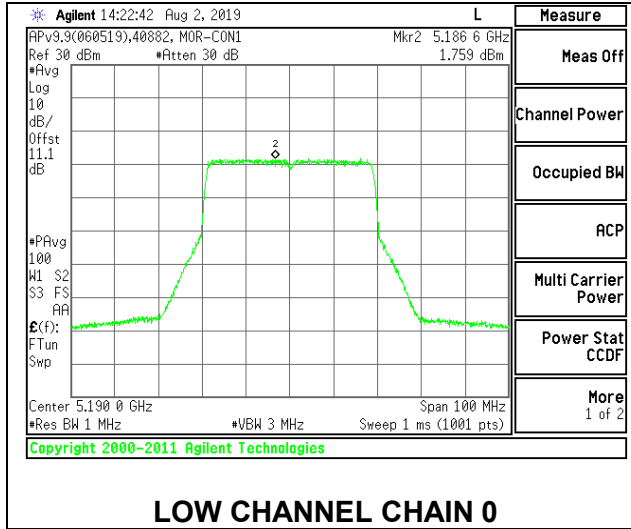 Agilent 14:22:42 Aug 2, 2019 L
Measure
APv9.9(060519),40882, MOR-CON1 Mkr2 5.186 6 GHz
Ref 30 dBm #Atten 30 dB 1.759 dBm
#Avg
Log
10
dB/
Offst
11.1
dB
2
#PAvg
100
W1 S2
S3 FS
AA
£(f):
FTun
Swp
Center 5.190 0 GHz Span 100 MHz
#Res BW 1 MHz #VBW 3 MHz Sweep 1 ms (1001 pts)
Copyright 2000-2011 Agilent Technologies
Meas Off
Channel Power
Occupied BW
ACP
Multi Carrier
Power
Power Stat
CCDF
More
1 of 2
LOW CHANNEL CHAIN 0